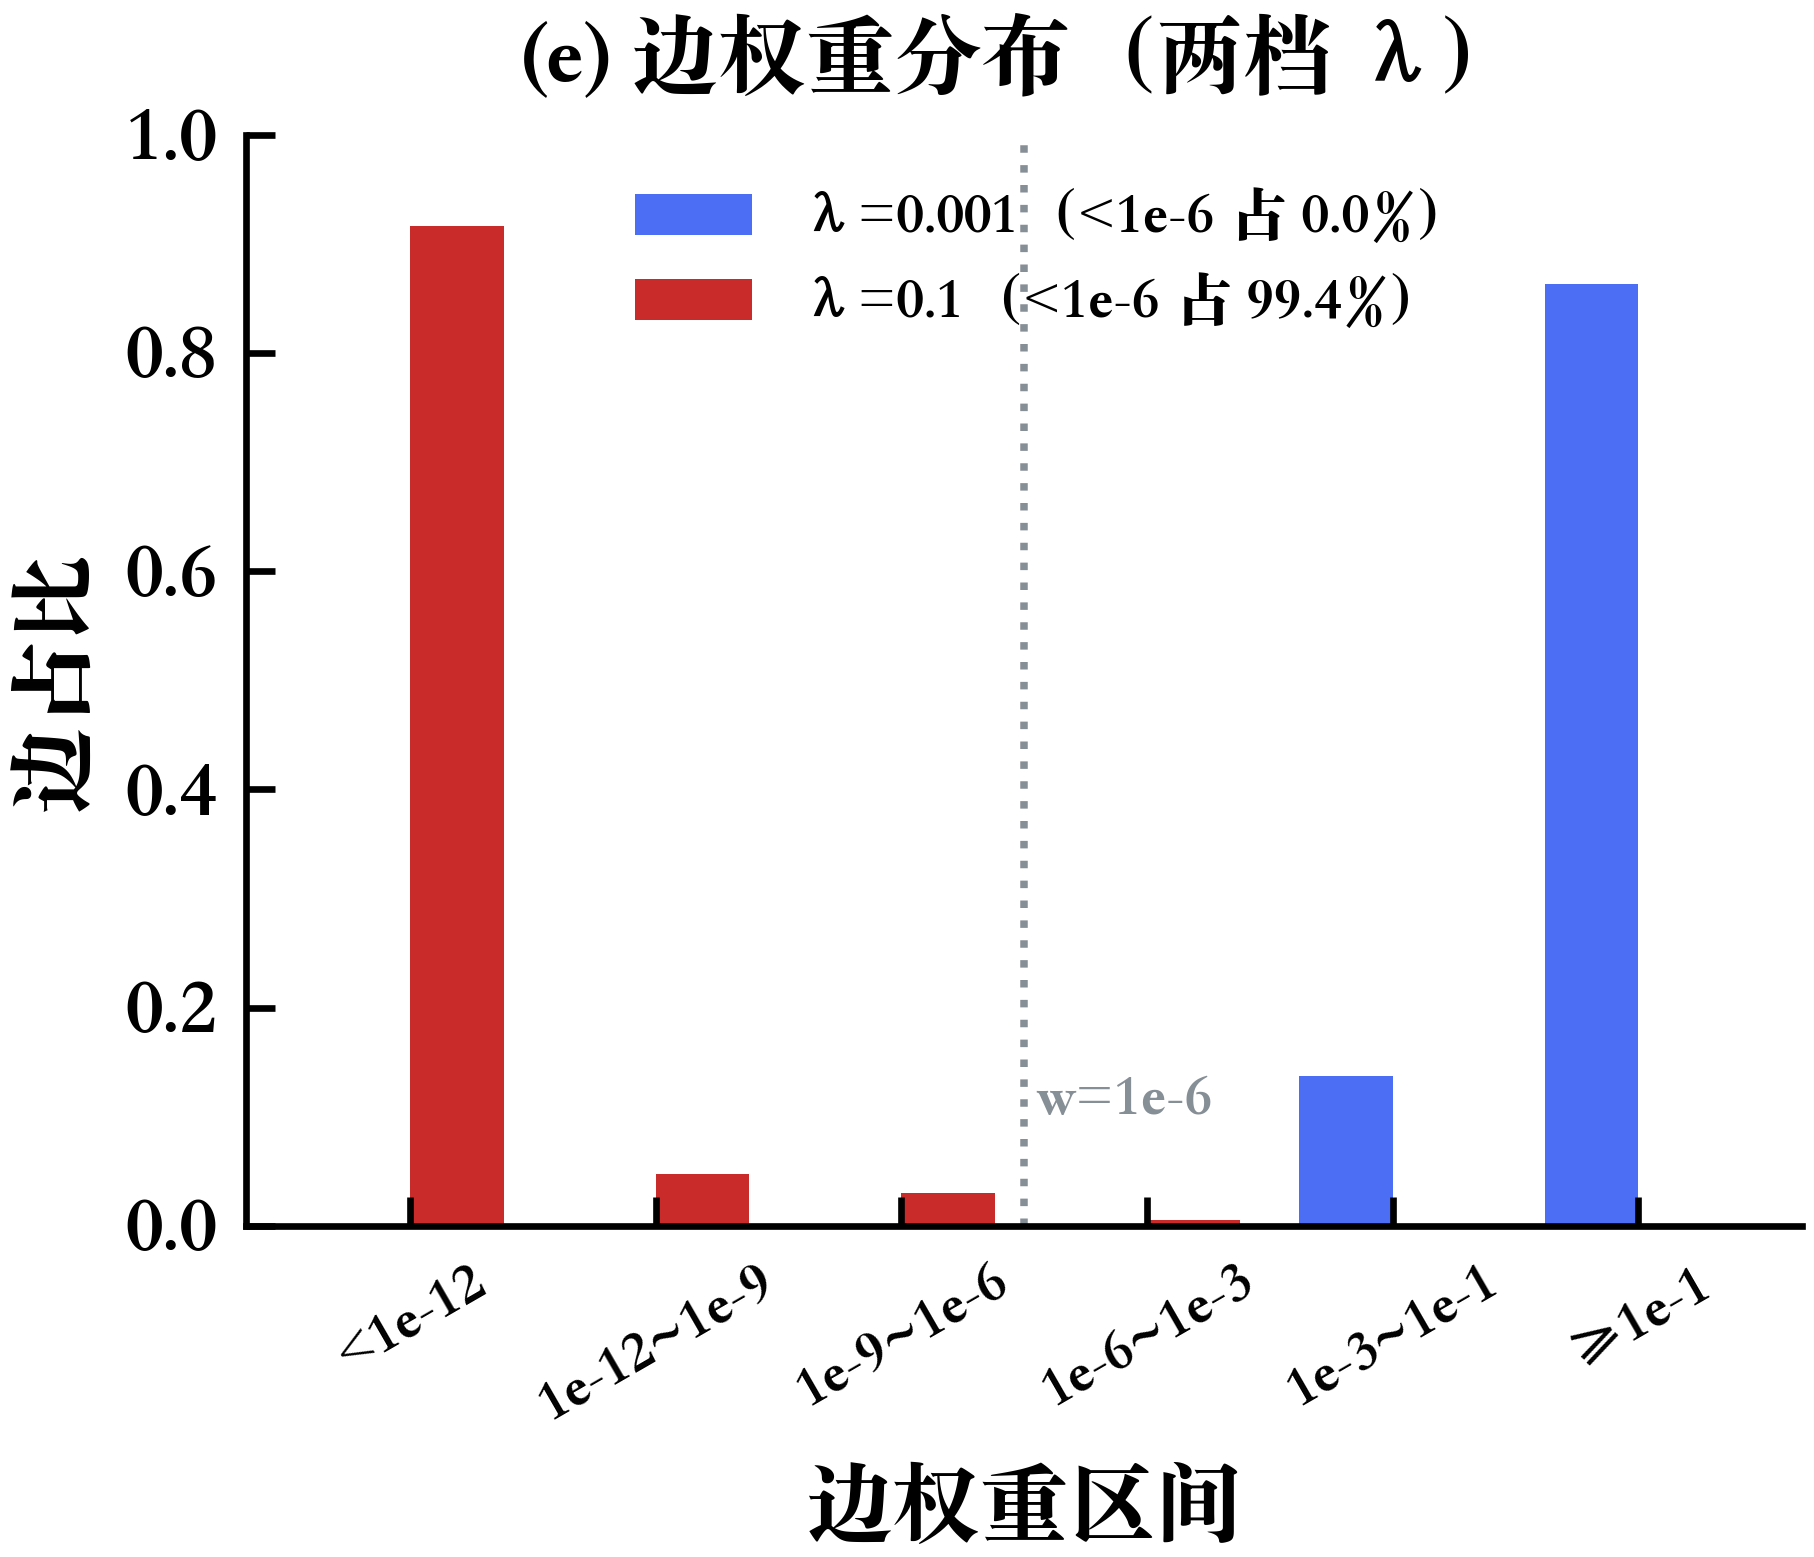 (e) 边权重分布（两档 λ）
1.0
0.8
0.6
0.4
0.2
0.0
边占比
λ=0.001（<1e-6 占 0.0%）
λ=0.1（<1e-6 占 99.4%）
w=1e-6
<1e-12
1e-12~1e-9
1e-9~1e-6
1e-6~1e-3
1e-3~1e-1
⩾1e-1
边权重区间